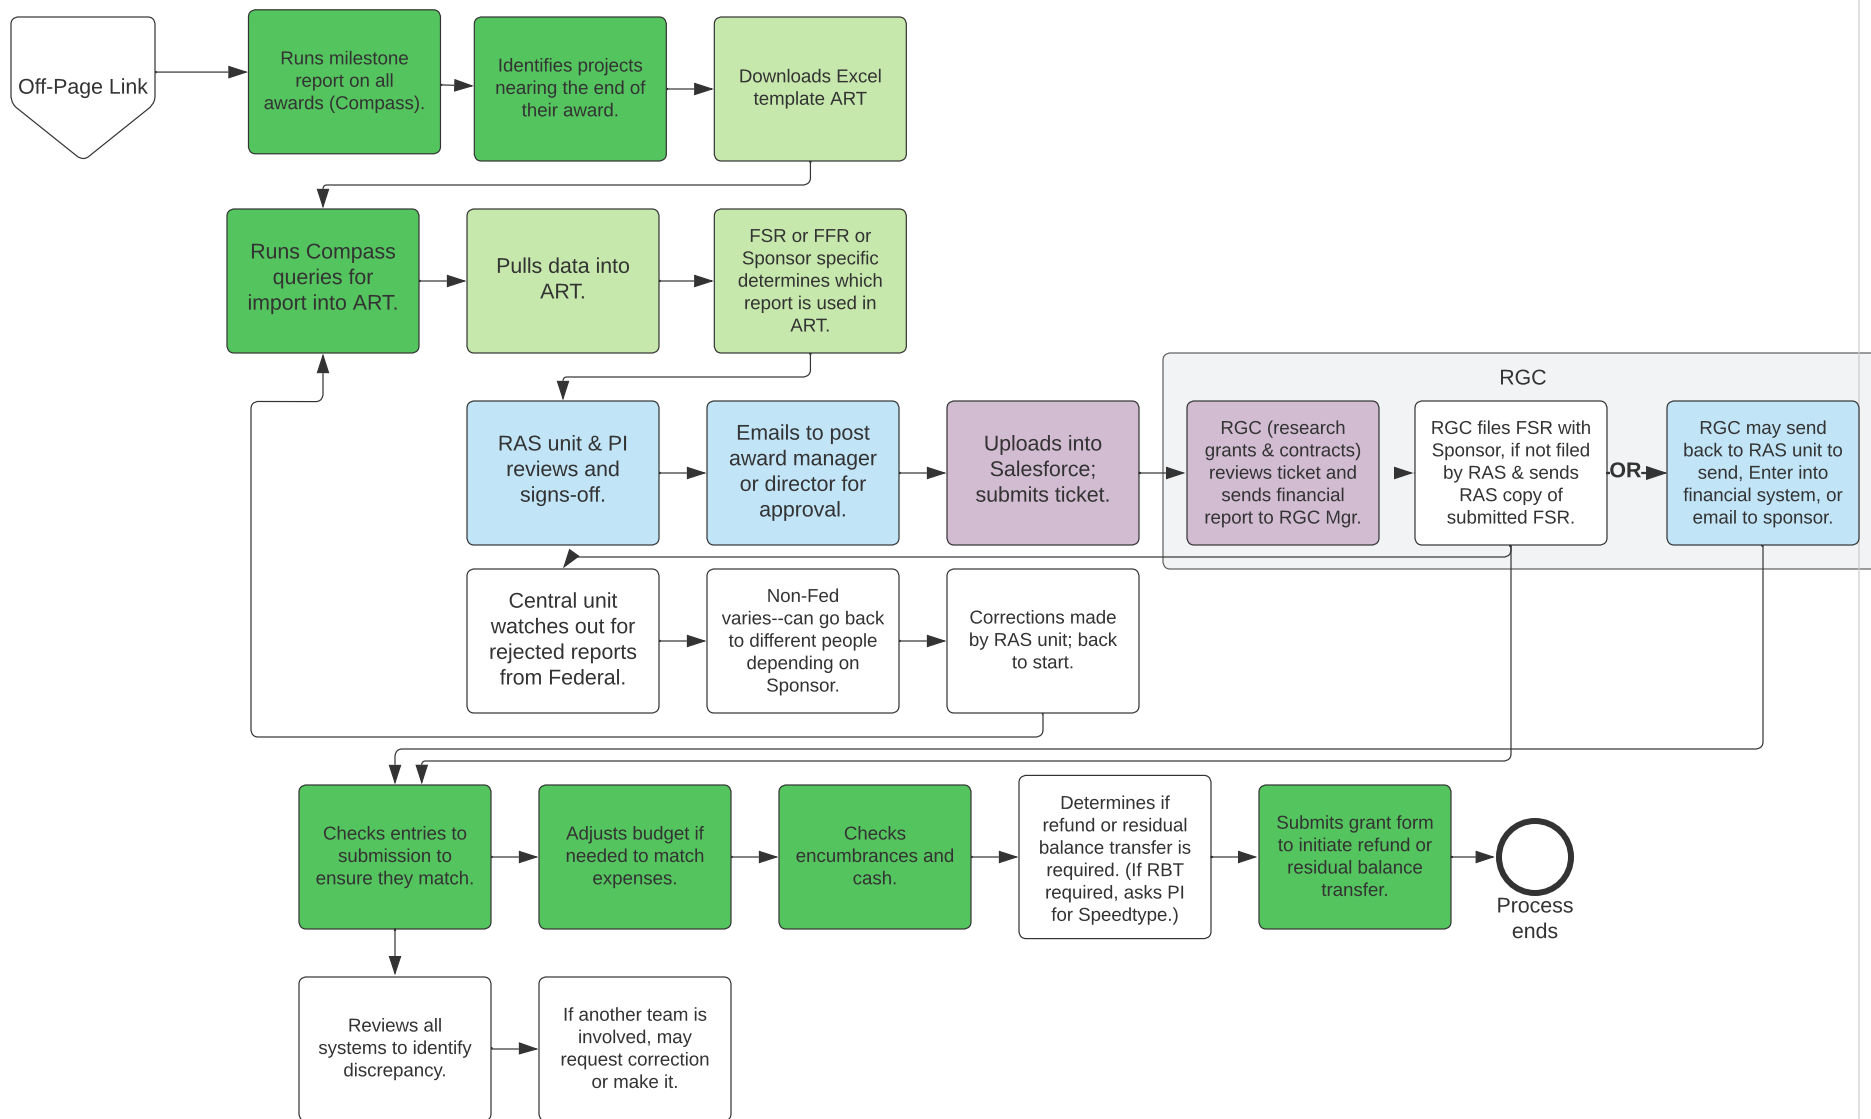 Off-Page Link
Runs milestone
report on all
awards (Compass).
Identifies projects
nearing the end of
their award.
Downloads Excel
template ART
Runs Compass
queries for
import into ART.
Pulls data into
ART.
FSR or FFR or
Sponsor specific
determines which
report is used in
ART.
RAS unit & PI
reviews and
signs-off.
Emails to post
award manager
or director for
approval.
Uploads into
Salesforce;
submits ticket.
RGC
RGC (research
grants & contracts)
reviews ticket and
sends financial
report to RGC Mgr.
RGC files FSR with
Sponsor, if not filed
by RAS & sends
RAS copy of
submitted FSR.
OR
RGC may send
back to RAS unit to
send, Enter into
financial system, or
email to sponsor.
Central unit
watches out for
rejected reports
from Federal.
Non-Fed
varies--can go back
to different people
depending on
Sponsor.
Corrections made
by RAS unit; back
to start.
Checks entries to
submission to
ensure they match.
Adjusts budget if
needed to match
expenses.
Checks
encumbrances and
cash.
Determines if
refund or residual
balance transfer is
required. (If RBT
required, asks PI
for Speedtype.)
Submits grant form
to initiate refund or
residual balance
transfer.
Process
ends
Reviews all
systems to identify
discrepancy.
If another team is
involved, may
request correction
or make it.